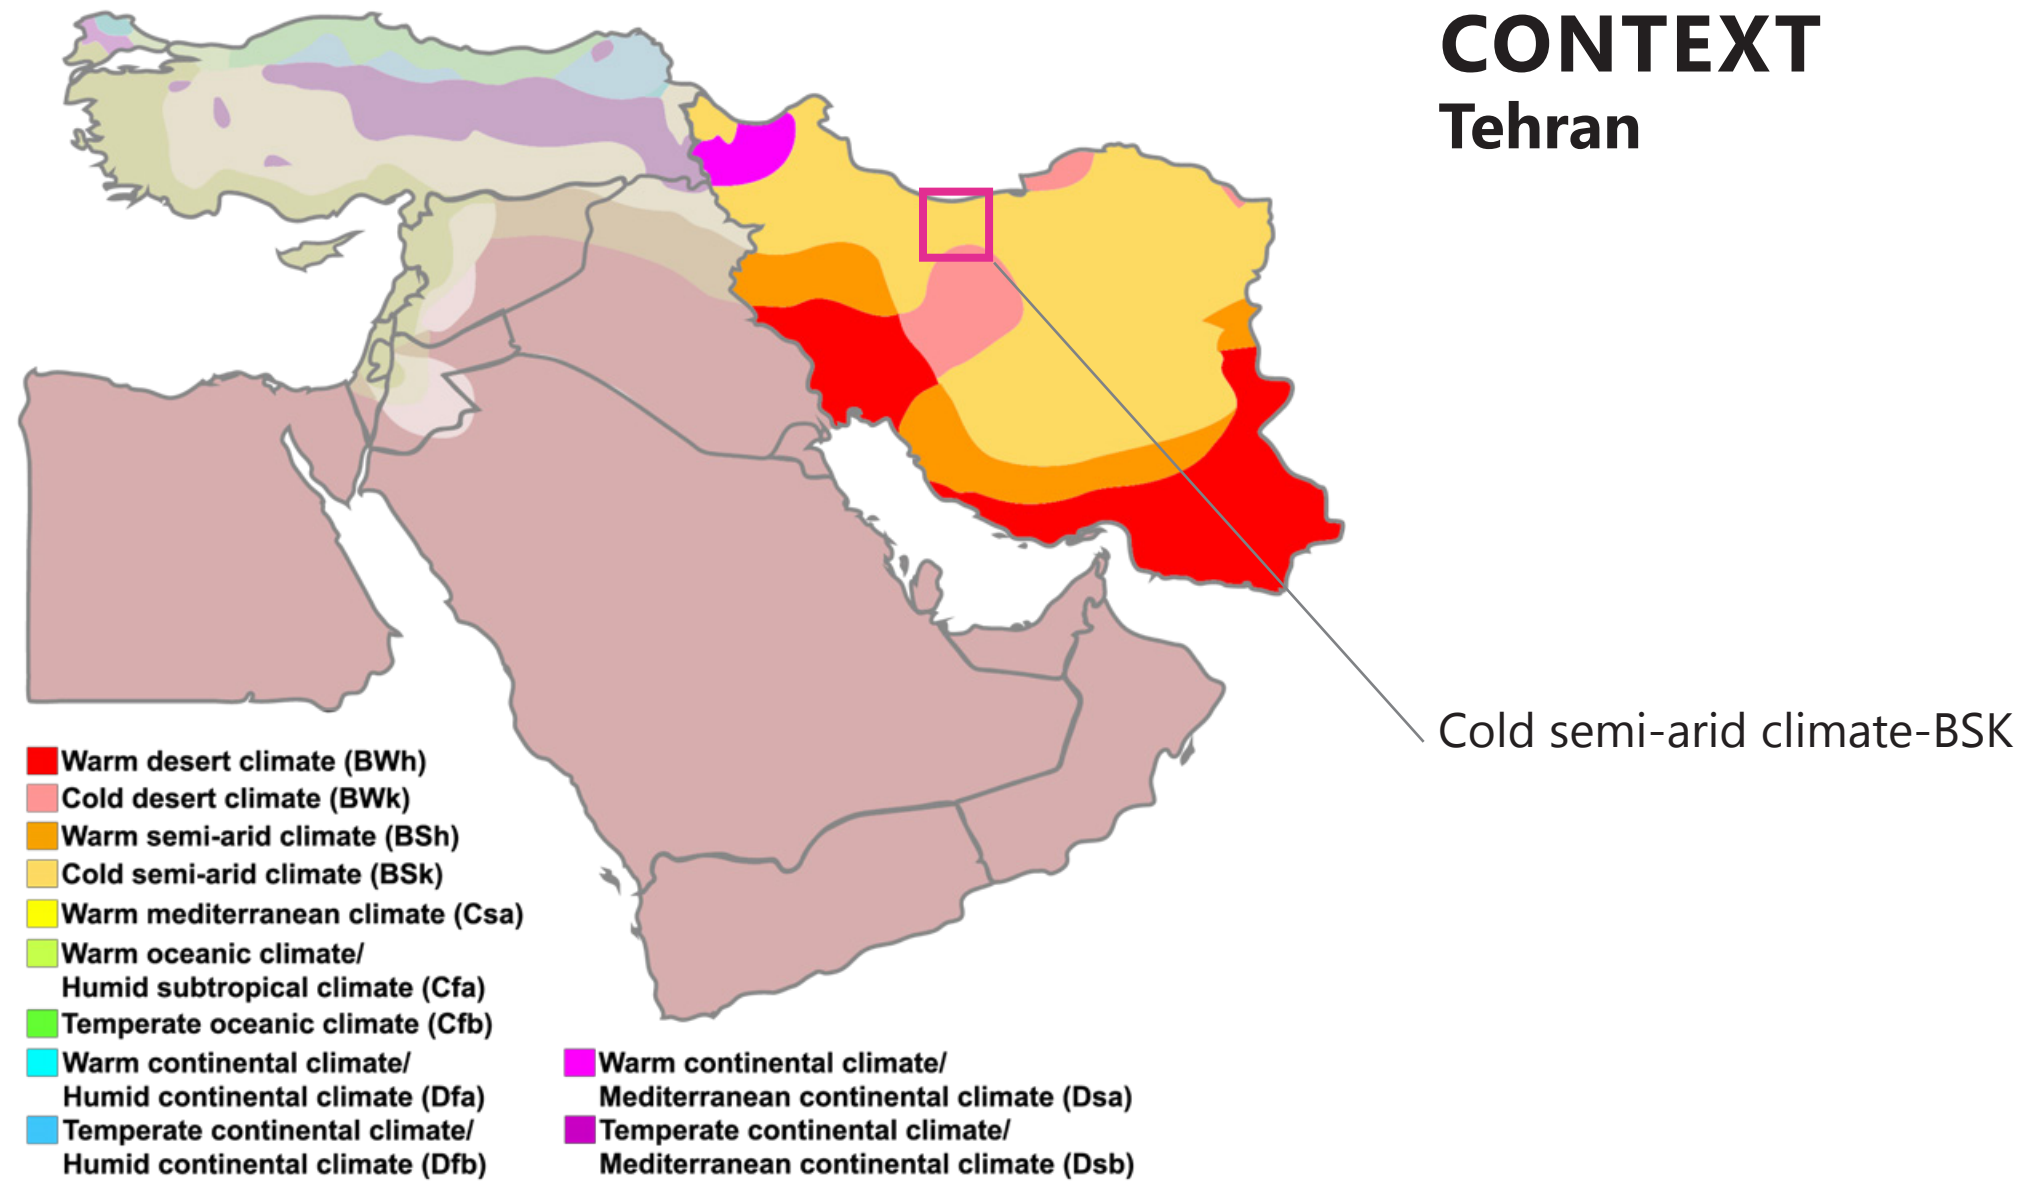 CONTEXT
Tehran
Cold semi-arid climate-BSK
Warm desert climate (BWh)
Cold desert climate (BWk)
Warm semi-arid climate (BSh)
Cold semi-arid climate (BSk)
Warm mediterranean climate (Csa)
Warm oceanic climate/
Humid subtropical climate (Cfa)
Temperate oceanic climate (Cfb)
Warm continental climate/
Humid continental climate (Dfa)
Temperate continental climate/
Humid continental climate (Dfb)
Warm continental climate/
Mediterranean continental climate (Dsa)
Temperate continental climate/
Mediterranean continental climate (Dsb)